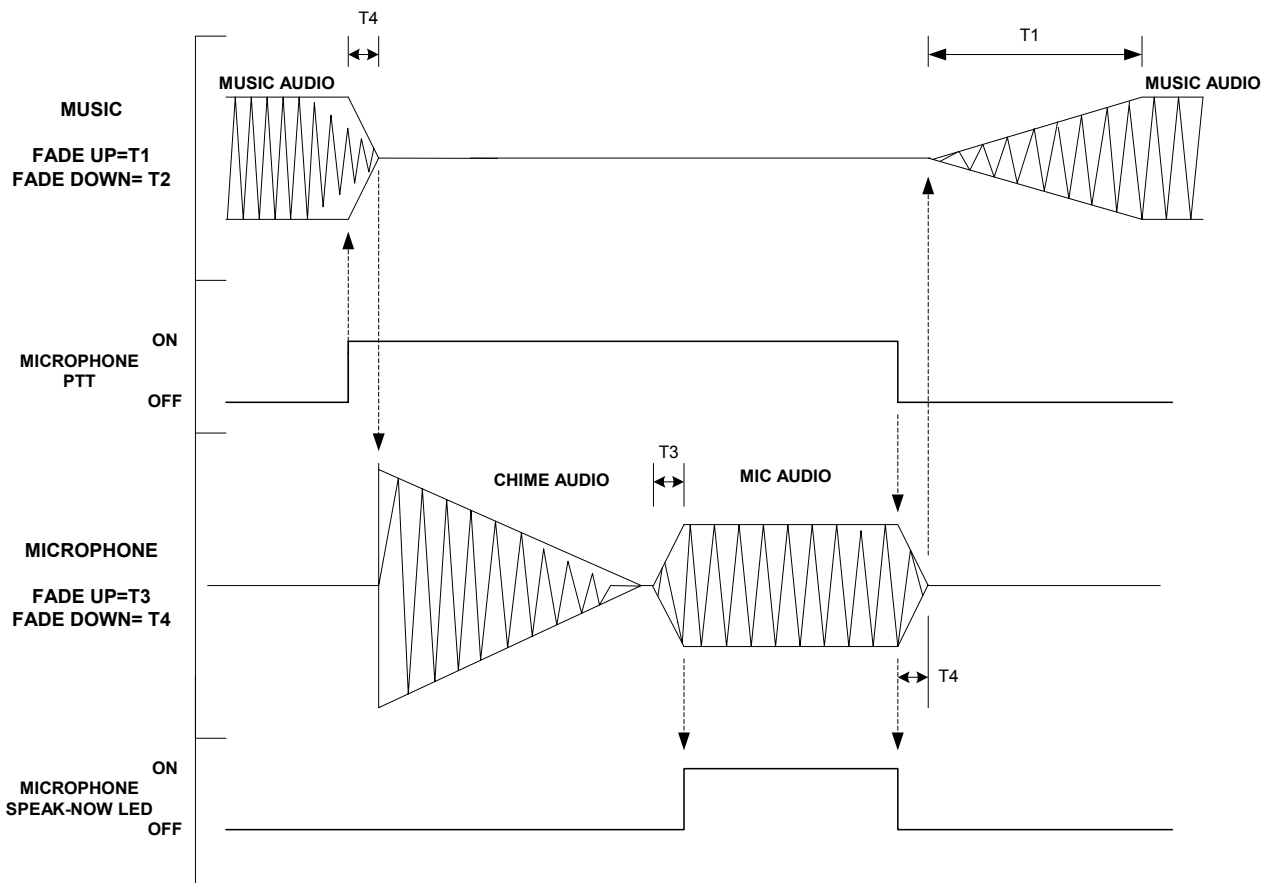 T4
T1
MUSIC AUDIO
MUSIC AUDIO
MUSIC
FADE UP=T1
FADE DOWN= T2
ON
MICROPHONE
PTT
OFF
T3
CHIME AUDIO
MIC AUDIO
MICROPHONE
FADE UP=T3
FADE DOWN= T4
T4
ON
MICROPHONE
SPEAK-NOW LED
OFF